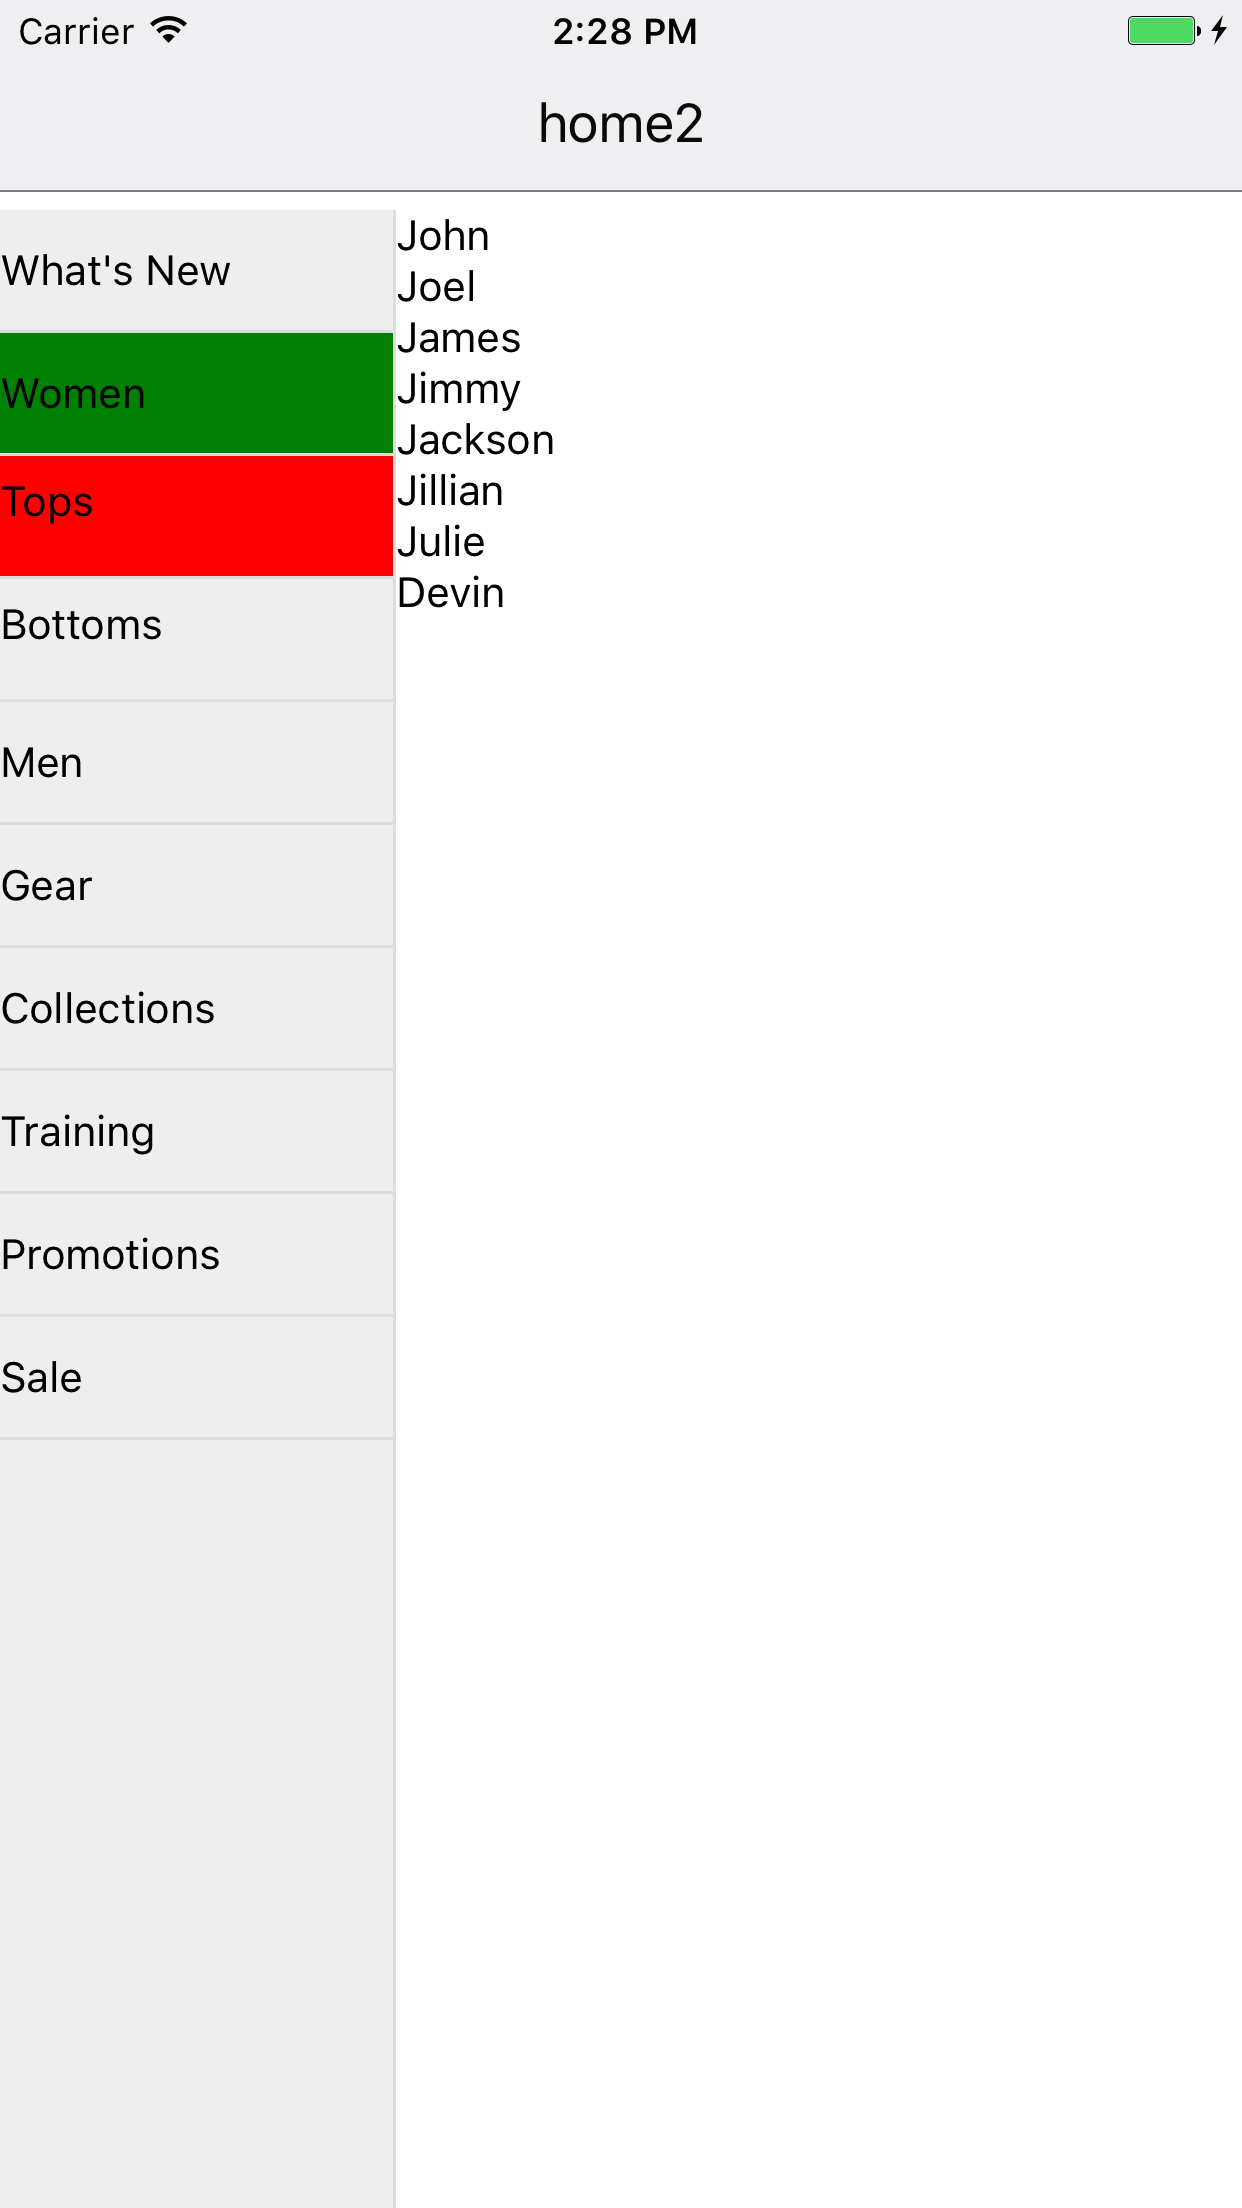 Carrier 2:28 PM
home2
What's New
Women
Tops
Bottoms
Men
Gear
Collections
Training
Promotions
Sale
John
Joel
James
Jimmy
Jackson
Jillian
Julie
Devin